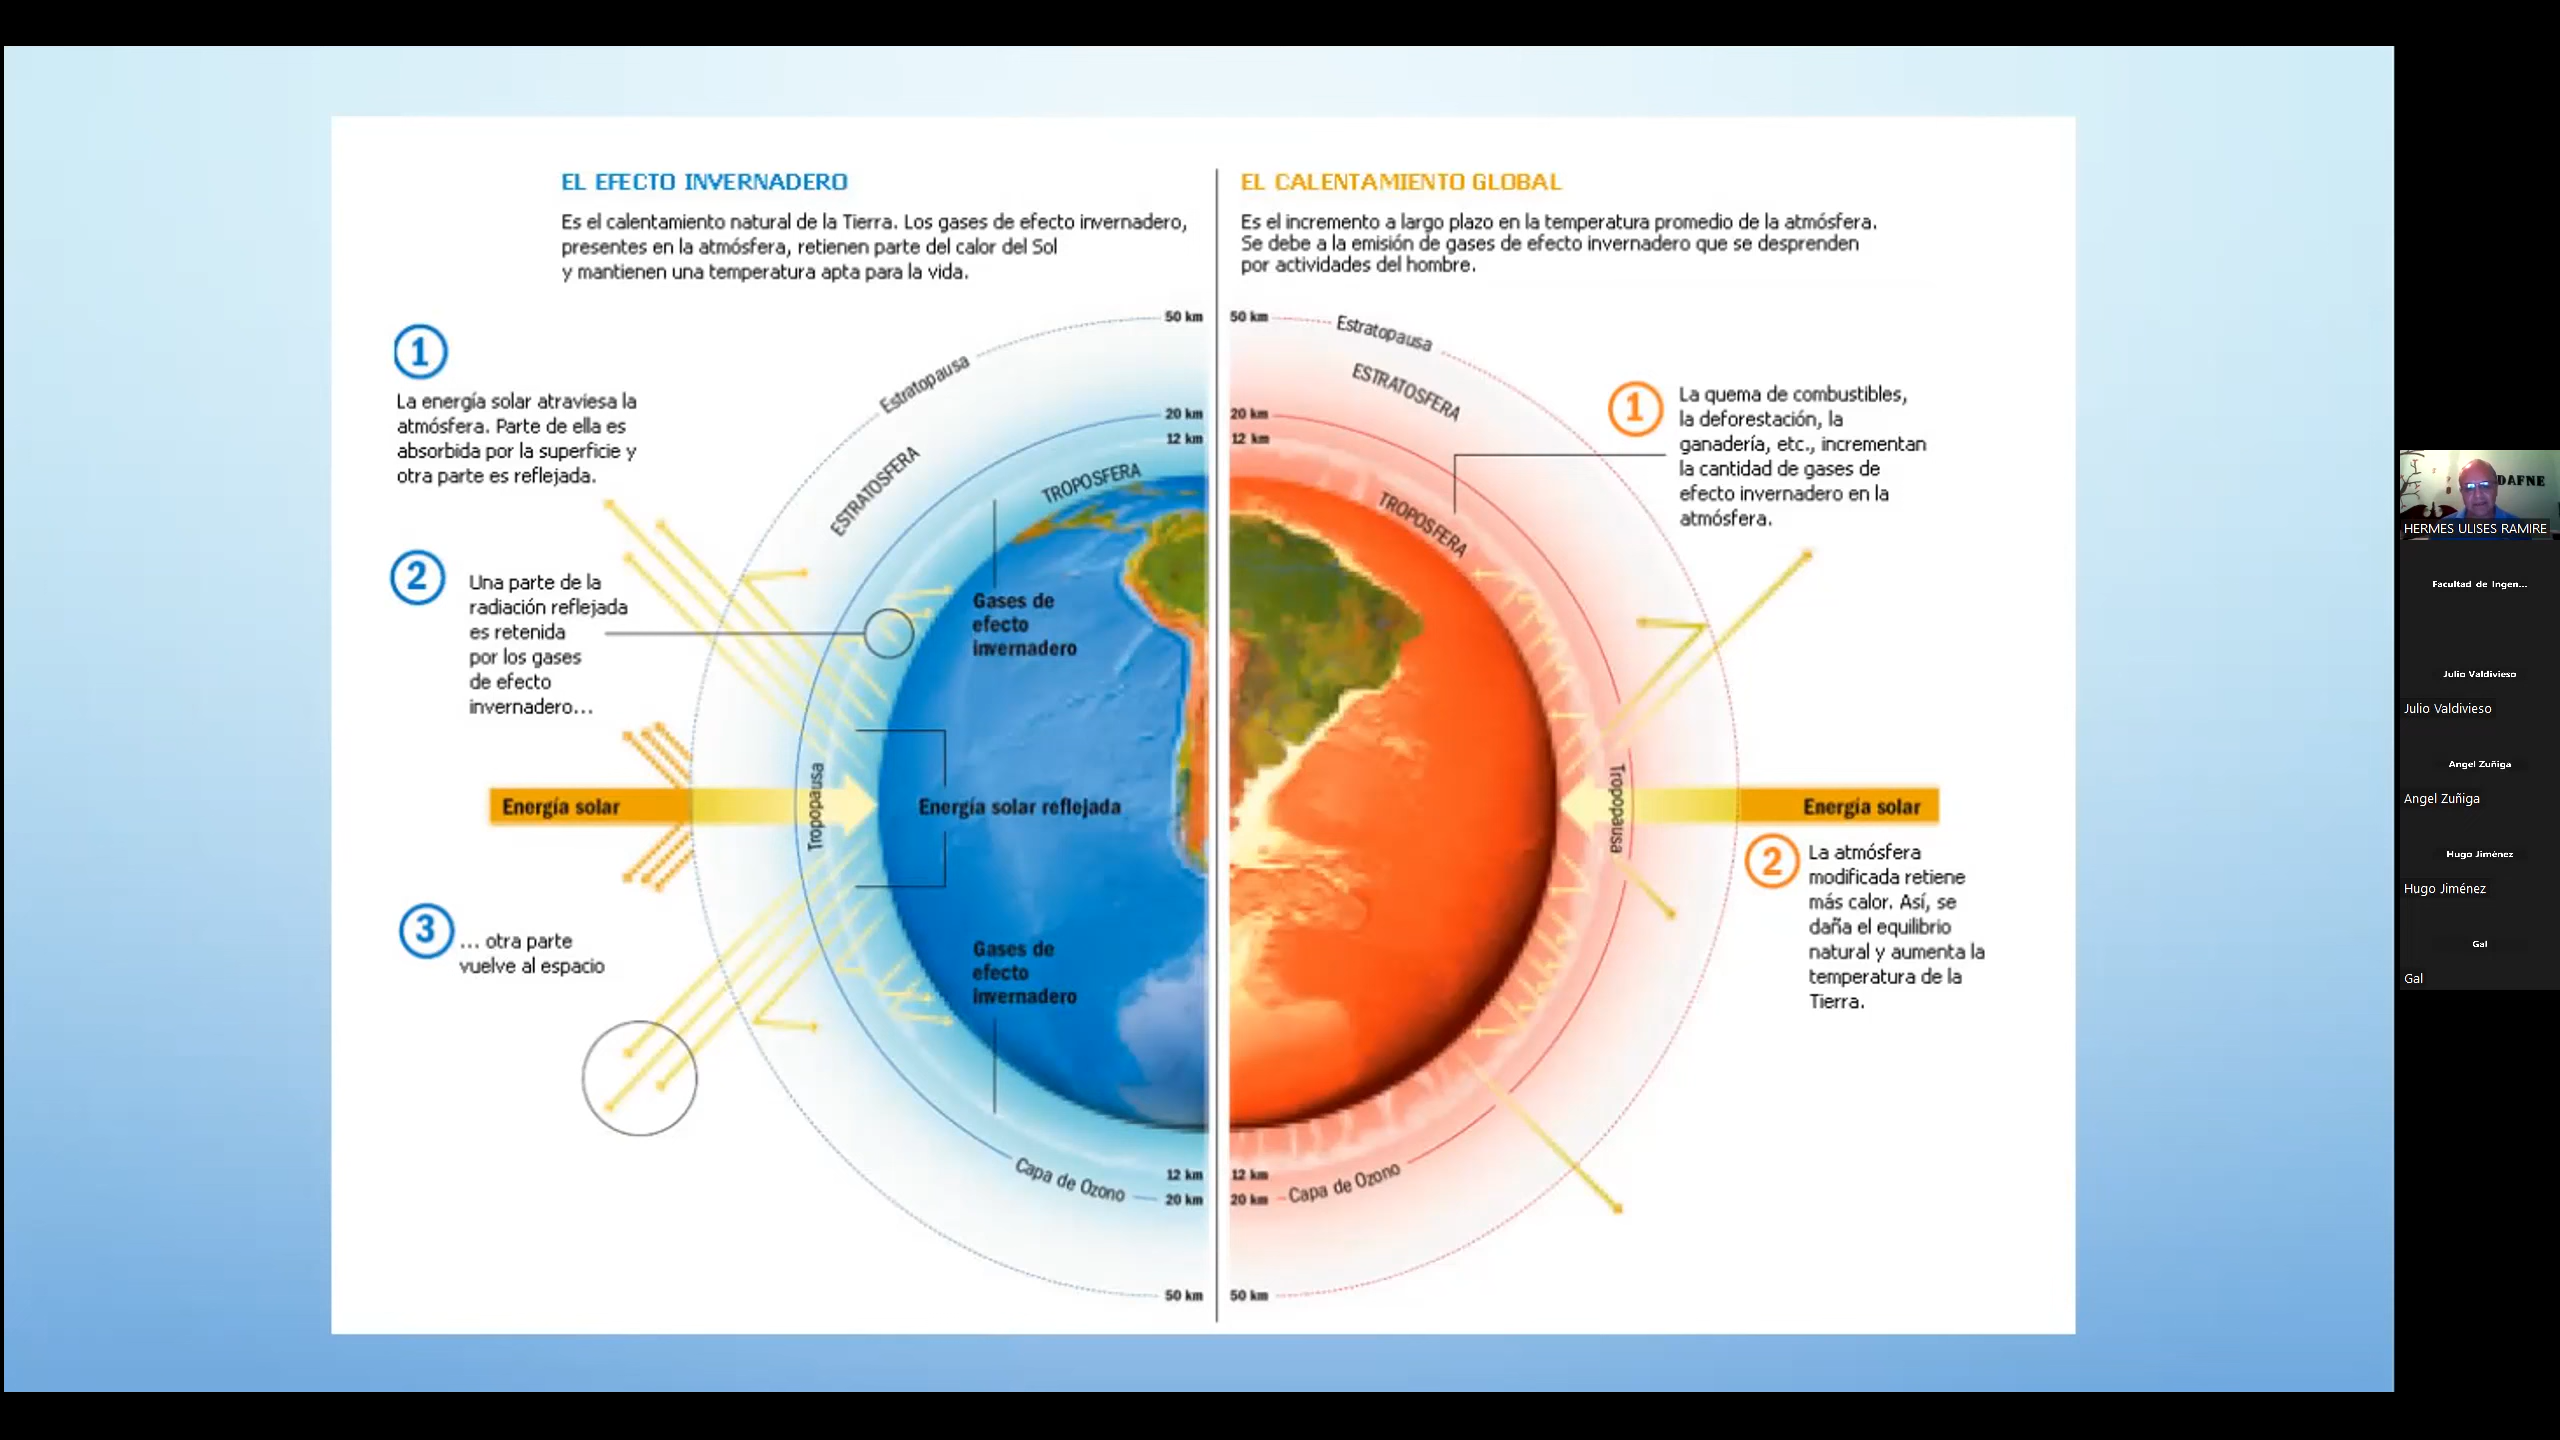 EL EFECTO INVERNADERO
Es el calentamiento natural de la Tierra. Los gases de efecto invernadero,
presentes en la atmósfera, retienen parte del calor del Sol
y mantienen una temperatura apta para la vida.
1
La energía solar atraviesa la
atmósfera. Parte de ella es
absorbida por la superficie y
otra parte es reflejada.
2
Una parte de la
radiación reflejada
es retenida
por los gases
de efecto
invernadero...
Energía solar
3
... otra parte
vuelve al espacio
50 km
Estratopausa
20 km
12 km
ESTRATOSFERA
TROPOSFERA
Gases de
efecto
invernadero
Tropopausa
Energía solar reflejada
Gases de
efecto
invernadero
Capa de Ozono
12 km
20 km
50 km
EL CALENTAMIENTO GLOBAL
Es el incremento a largo plazo en la temperatura promedio de la atmósfera.
Se debe a la emisión de gases de efecto invernadero que se desprenden
por actividades del hombre.
50 km
Estratopausa
ESTRATOSFERA
20 km
12 km
TROPOSFERA
1
La quema de combustibles,
la deforestación, la
ganadería, etc., incrementan
la cantidad de gases de
efecto invernadero en la
atmósfera.
Tropopausa
Energía solar
2
La atmósfera
modificada retiene
más calor. Así, se
daña el equilibrio
natural y aumenta la
temperatura de la
Tierra.
12 km
20 km
Capa de Ozono
50 km
DAFNE
HERMES ULISES RAMIRE
Facultad de Ingen...
Julio Valdivieso
Julio Valdivieso
Angel Zuñiga
Angel Zuñiga
Hugo Jiménez
Hugo Jiménez
Gal
Gal